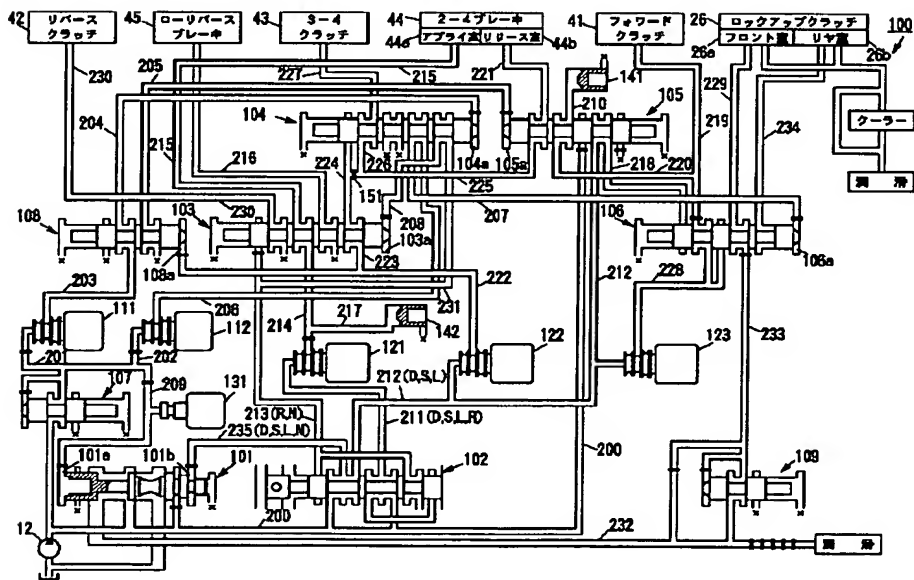 42 リバース クラッチ
45 ローリバース ブレーキ
43 3-4 クラッチ
44 2-4ブレーキ
44a アプライ室 リリース室 44b
41 フォワード クラッチ
26 ロックアップクラッチ
26a フロント室 リヤ室 26b
100
230 205 227 215 221 141 229
204 104 210 105 219 234
クーラー
215 216 224 226 104a 105a 218 220
潤滑
151 225
230 208 207
108 103 106
108a 103a 223 106a
203 222 212 228
111 206 231 233
112 214 217 142
201 202 121 122 123
107 209 131
212(D,S,L)
213(R,N) 211(D,S,L,R)
235(D,S,L,N)
101a 101b 101 102 200 109
12 200 232
潤滑